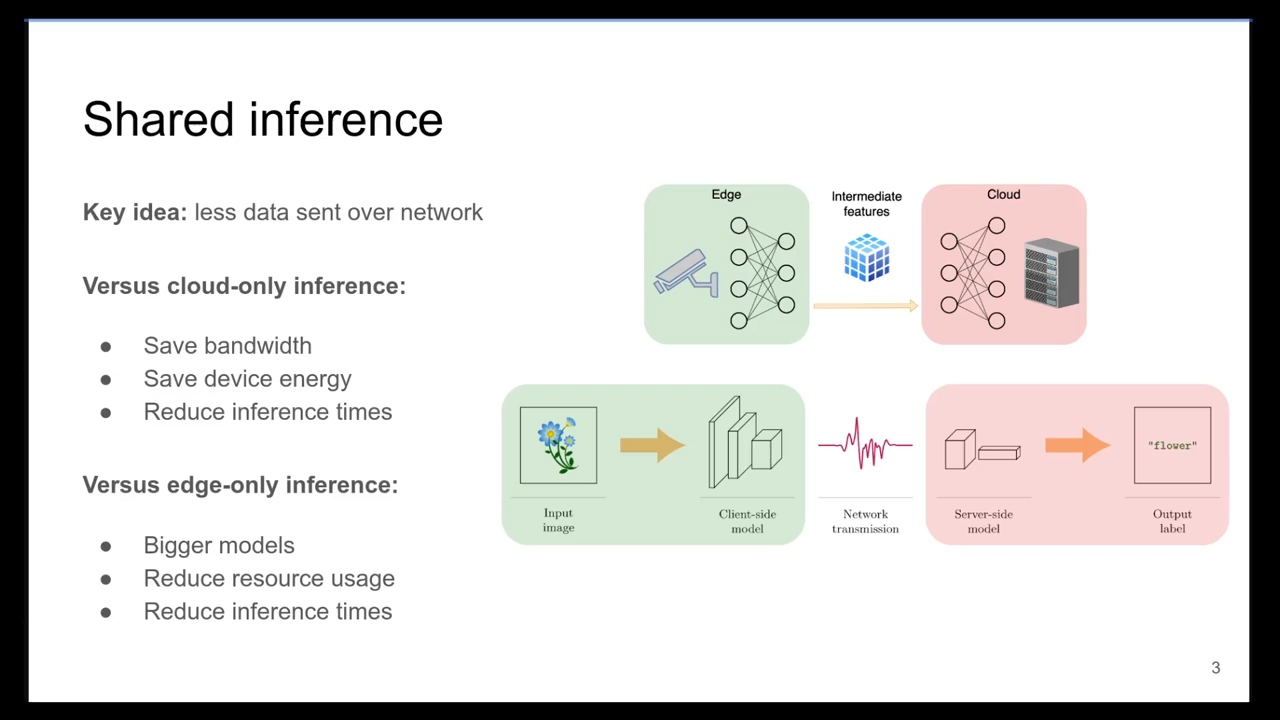 Shared inference
Key idea: less data sent over network
Versus cloud-only inference:
● Save bandwidth
● Save device energy
● Reduce inference times
Versus edge-only inference:
● Bigger models
● Reduce resource usage
● Reduce inference times
Edge
Intermediate
features
Cloud
"flower"
Input
image
Client-side
model
Network
transmission
Server-side
model
Output
label
3